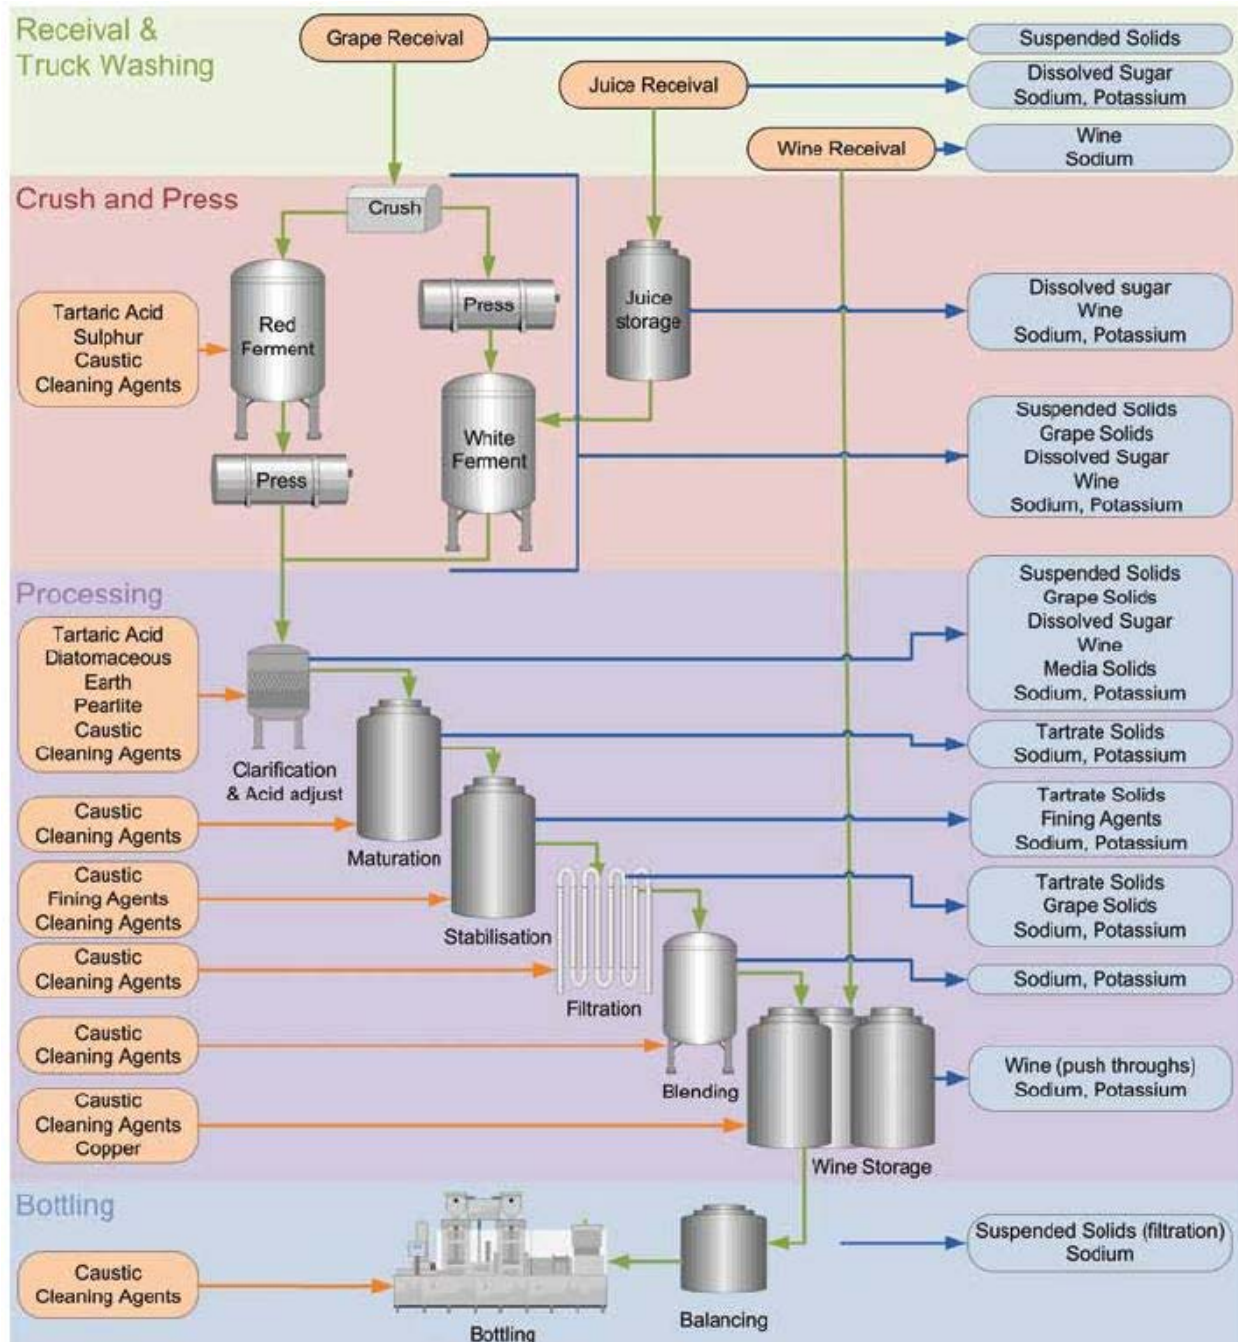 Receival &
Truck Washing
Grape Receival
Suspended Solids
Juice Receival
Dissolved Sugar
Sodium, Potassium
Wine Receival
Wine
Sodium
Crush and Press
Crush
Tartaric Acid
Sulphur
Caustic
Cleaning Agents
Red
Ferment
Press
Juice
storage
Dissolved sugar
Wine
Sodium, Potassium
Press
White
Ferment
Suspended Solids
Grape Solids
Dissolved Sugar
Wine
Sodium, Potassium
Processing
Tartaric Acid
Diatomaceous
Earth
Pearlite
Caustic
Cleaning Agents
Clarification
& Acid adjust
Suspended Solids
Grape Solids
Dissolved Sugar
Wine
Media Solids
Sodium, Potassium
Tartrate Solids
Sodium, Potassium
Caustic
Cleaning Agents
Maturation
Tartrate Solids
Fining Agents
Sodium, Potassium
Caustic
Fining Agents
Cleaning Agents
Stabilisation
Tartrate Solids
Grape Solids
Sodium, Potassium
Caustic
Cleaning Agents
Filtration
Sodium, Potassium
Caustic
Cleaning Agents
Blending
Wine (push throughs)
Sodium, Potassium
Caustic
Cleaning Agents
Copper
Wine Storage
Bottling
Suspended Solids (filtration)
Sodium
Caustic
Cleaning Agents
Bottling
Balancing